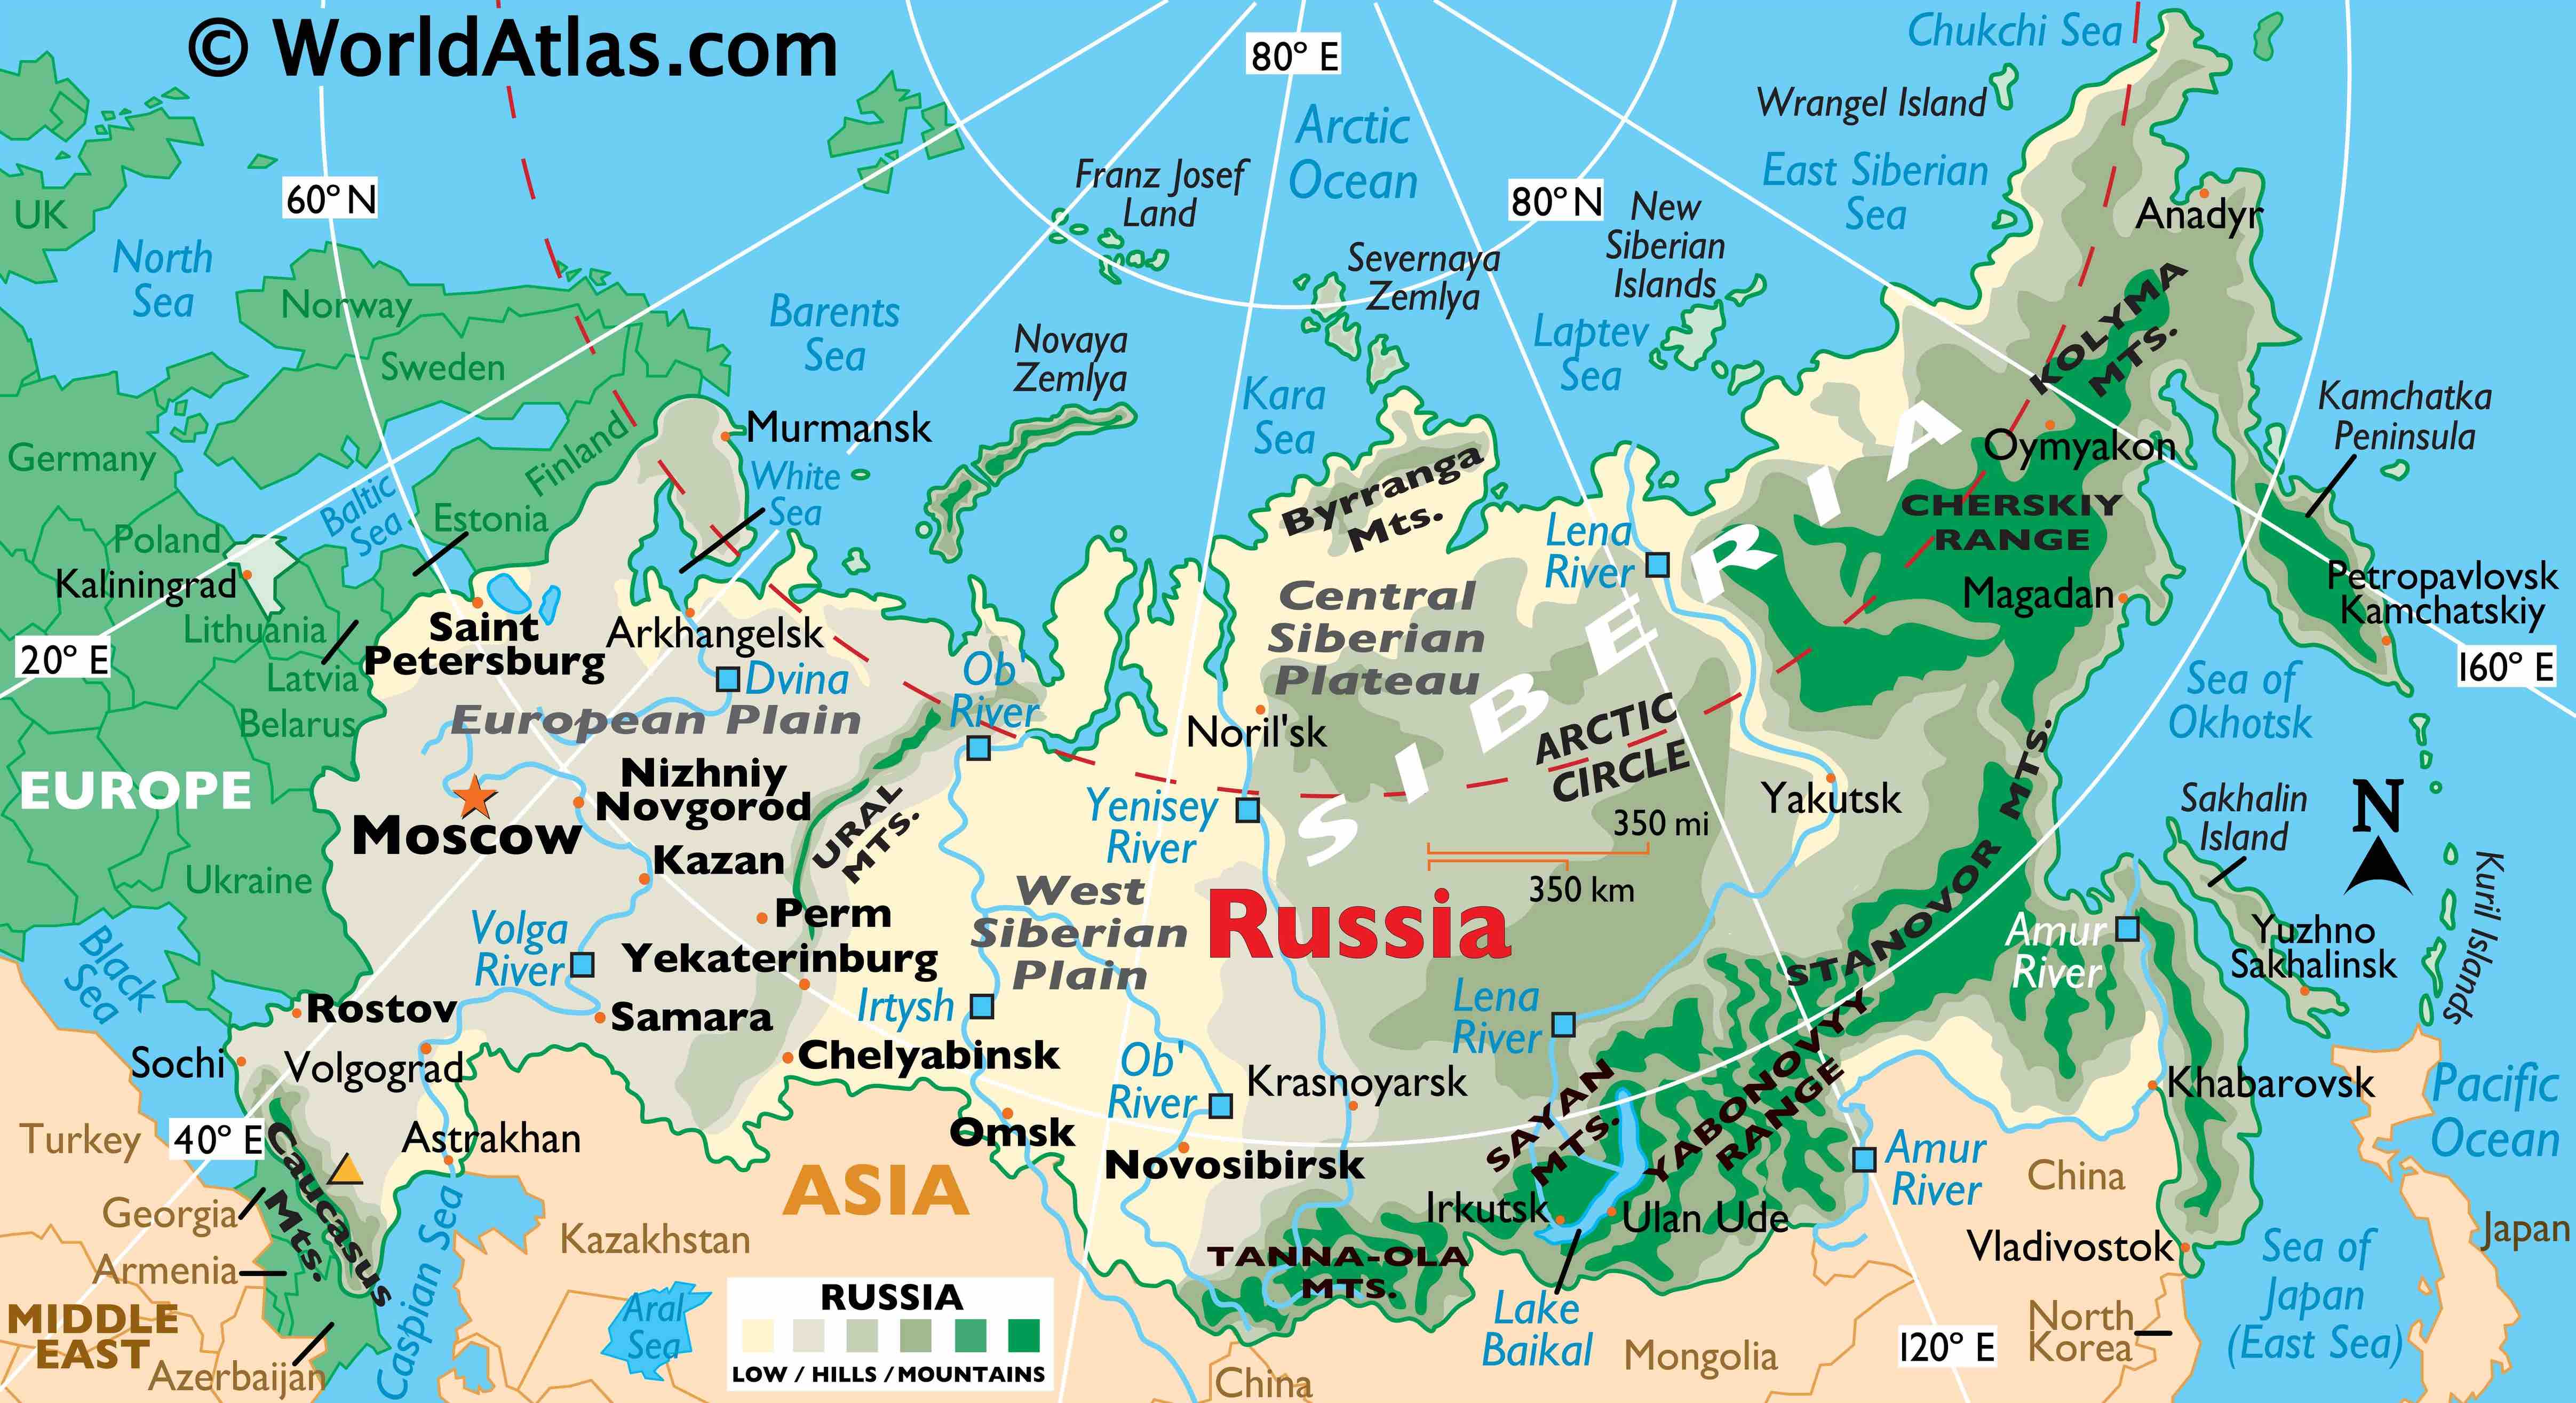 © WorldAtlas.com
80º E
Chukchi Sea
Wrangel Island
Arctic
Ocean
Franz Josef
Land
60º N
80º N
New
Siberian
Islands
East Siberian
Sea
UK
Anadyr
North
Sea
Severnaya
Zemlya
Norway
Barents
Sea
Novaya
Zemlya
Laptev
Sea
KOLYMA
MTS.
Sweden
Kara
Sea
Kamchatka
Peninsula
Murmansk
Germany
Finland
White
Sea
Byrranga
Mts.
Oymyakon
Baltic
Sea
Estonia
CHERSKIY
RANGE
Poland
Lena
River
Kaliningrad
Central
Siberian
Plateau
SIBERIA
Magadan
Petropavlovsk
Kamchatskiy
Lithuania
Saint
Petersburg
Arkhangelsk
20º E
160º E
Latvia
Dvina
Ob'
River
Sea of
Okhotsk
Belarus
European Plain
Noril'sk
ARCTIC
CIRCLE
EUROPE
Nizhniy
Novgorod
URAL
MTS.
Yenisey
River
Yakutsk
Sakhalin
Island
N
Moscow
350 mi
350 km
Kazan
Ukraine
West
Siberian
Plain
Russia
STANOVOR MTS.
Kuril Islands
Perm
Volga
River
Amur
River
Yuzhno
Sakhalinsk
Black
Sea
Yekaterinburg
Rostov
Samara
Irtysh
Lena
River
Sochi
Volgograd
Chelyabinsk
Ob'
River
Krasnoyarsk
SAYAN
MTS.
YABONOVYY
RANGE
Khabarovsk
Pacific
Ocean
Turkey
40º E
Astrakhan
Omsk
Novosibirsk
Amur
River
China
ASIA
Caucasus
Mts.
Georgia
Irkutsk
Ulan Ude
Kazakhstan
Vladivostok
Japan
Armenia
Caspian Sea
TANNA-OLA
MTS.
Sea of
Japan
(East Sea)
MIDDLE
EAST
Aral
Sea
RUSSIA
LOW / HILLS / MOUNTAINS
Lake
Baikal
Mongolia
120º E
North
Korea
Azerbaijan
China